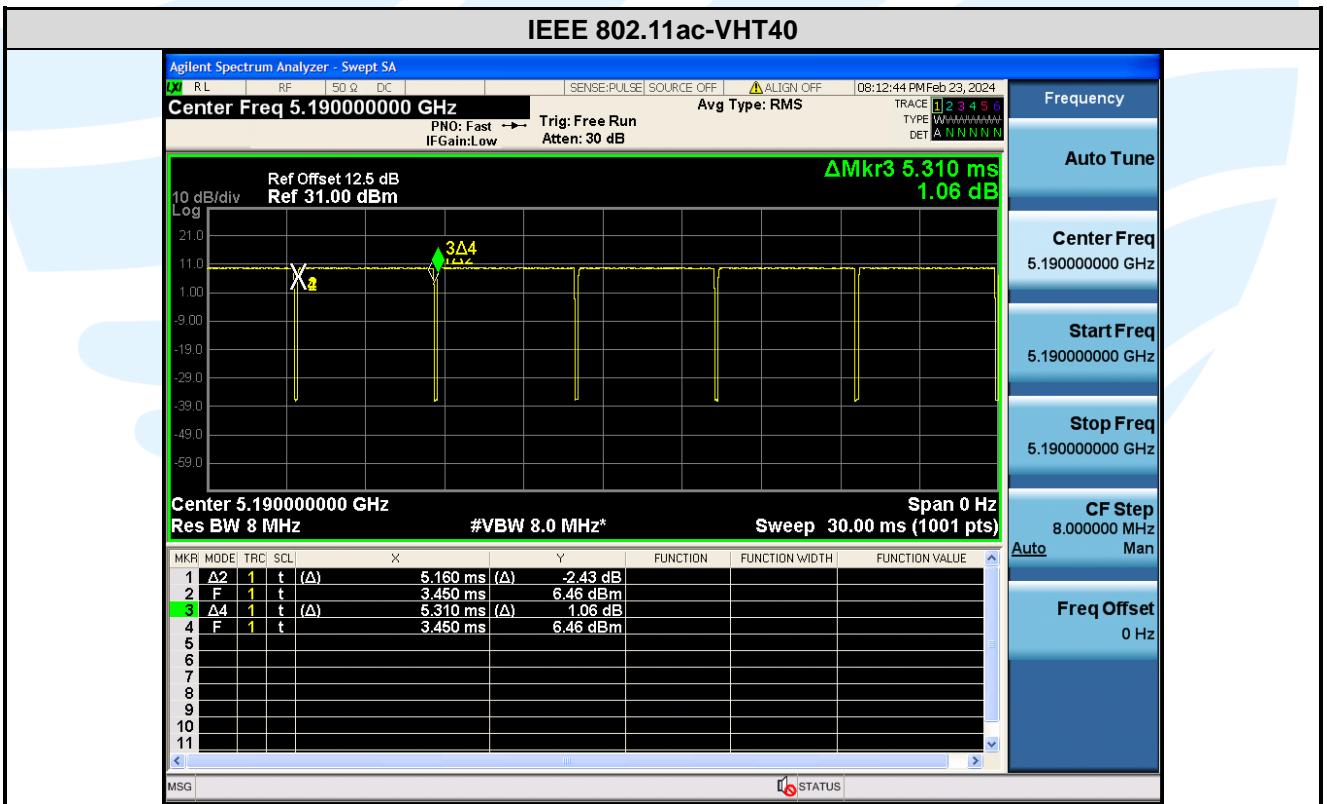 IEEE 802.11ac-VHT40
Agilent Spectrum Analyzer - Swept SA
LXI RL RF 50 Ω DC SENSE:PULSE SOURCE OFF ALIGN OFF 08:12:44 PM Feb 23, 2024
Center Freq 5.190000000 GHz
PNO: Fast
IFGain:Low
Trig: Free Run
Atten: 30 dB
Avg Type: RMS
TRACE 1 2 3 4 5 6
TYPE
DET A N N N N N
ΔMkr3 5.310 ms
1.06 dB
Ref Offset 12.5 dB
10 dB/div Ref 31.00 dBm
Log
21.0
11.0
1.00
-9.00
-19.0
-29.0
-39.0
-49.0
-59.0
3Δ4
Center 5.190000000 GHz Span 0 Hz
Res BW 8 MHz #VBW 8.0 MHz* Sweep 30.00 ms (1001 pts)
MKR MODE TRC SCL X Y FUNCTION FUNCTION WIDTH FUNCTION VALUE
1 Δ2 1 t (Δ) 5.160 ms (Δ) -2.43 dB
2 F 1 t 3.450 ms 6.46 dBm
3 Δ4 1 t (Δ) 5.310 ms (Δ) 1.06 dB
4 F 1 t 3.450 ms 6.46 dBm
5
6
7
8
9
10
11
MSG STATUS
Frequency
Auto Tune
Center Freq
5.190000000 GHz
Start Freq
5.190000000 GHz
Stop Freq
5.190000000 GHz
CF Step
8.000000 MHz
Auto Man
Freq Offset
0 Hz